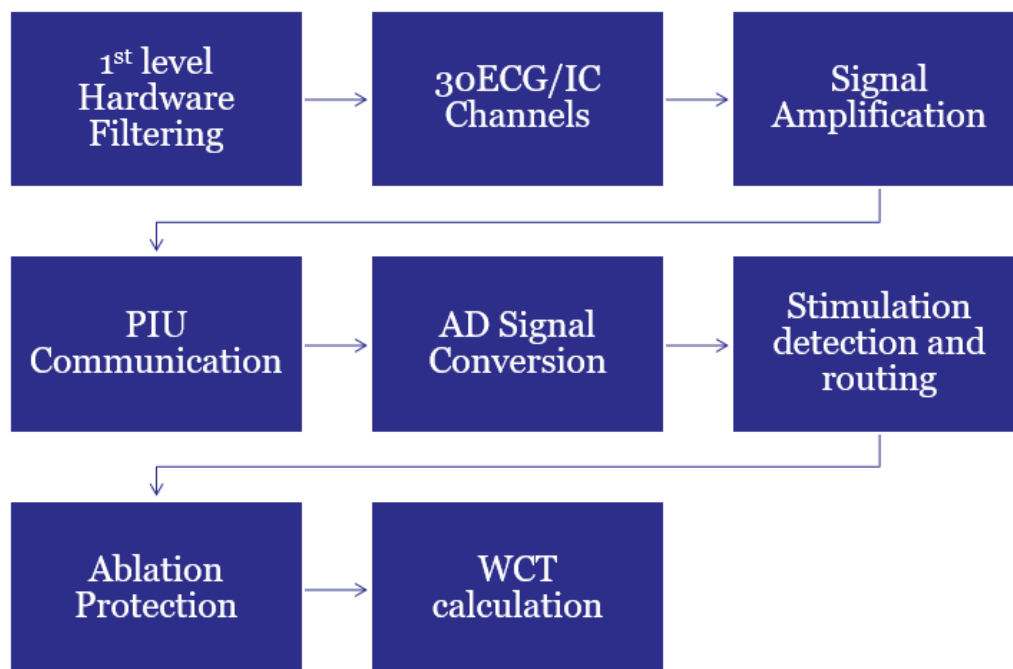 1st level
Hardware
Filtering
30ECG/IC
Channels
Signal
Amplification
PIU
Communication
AD Signal
Conversion
Stimulation
detection and
routing
Ablation
Protection
WCT
calculation